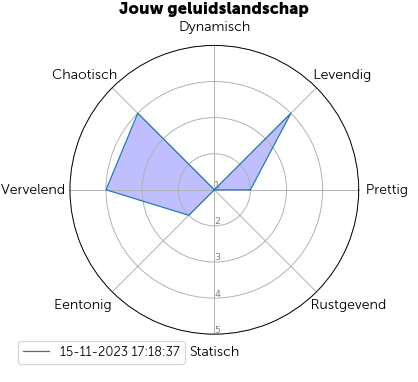 Jouw geluidslandschap
Dynamisch
Chaotisch
Levendig
Vervelend
1
Prettig
2
3
Eentonig
4
Rustgevend
5
15-11-2023 17:18:37
Statisch